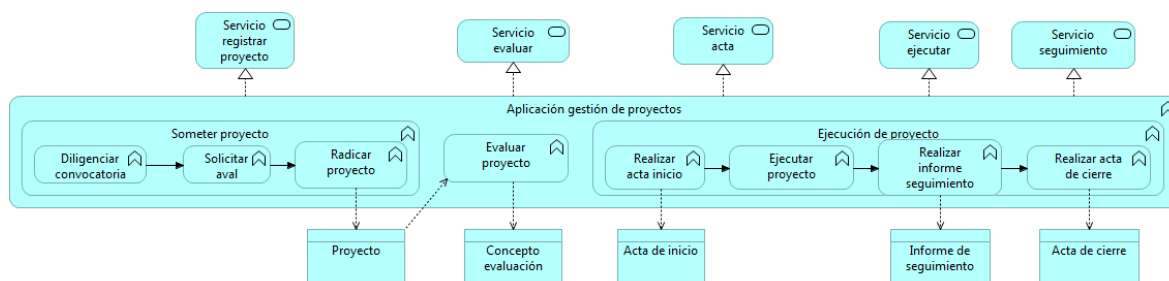 Servicio
registrar
proyecto
Servicio
evaluar
Servicio
acta
Servicio
ejecutar
Servicio
seguimiento
Aplicación gestión de proyectos
Someter proyecto
Diligenciar
convocatoria
Solicitar
aval
Radicar
proyecto
Evaluar
proyecto
Ejecución de proyecto
Realizar
acta inicio
Ejecutar
proyecto
Realizar
informe
seguimiento
Realizar acta
de cierre
Proyecto
Concepto
evaluación
Acta de inicio
Informe de
seguimiento
Acta de cierre